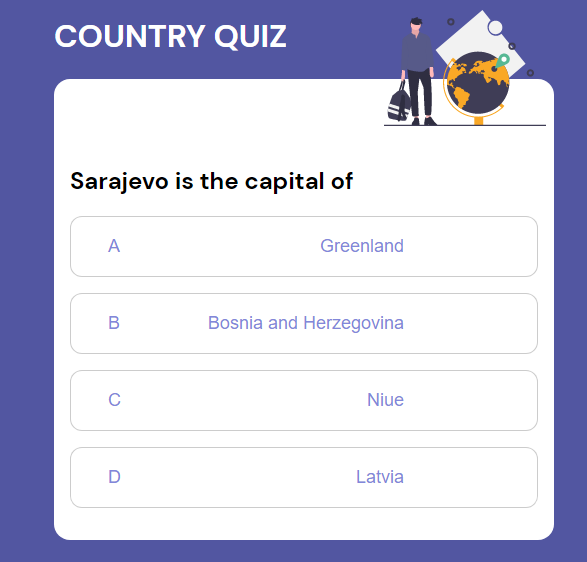 COUNTRY QUIZ
Sarajevo is the capital of
A Greenland
B Bosnia and Herzegovina
C Niue
D Latvia